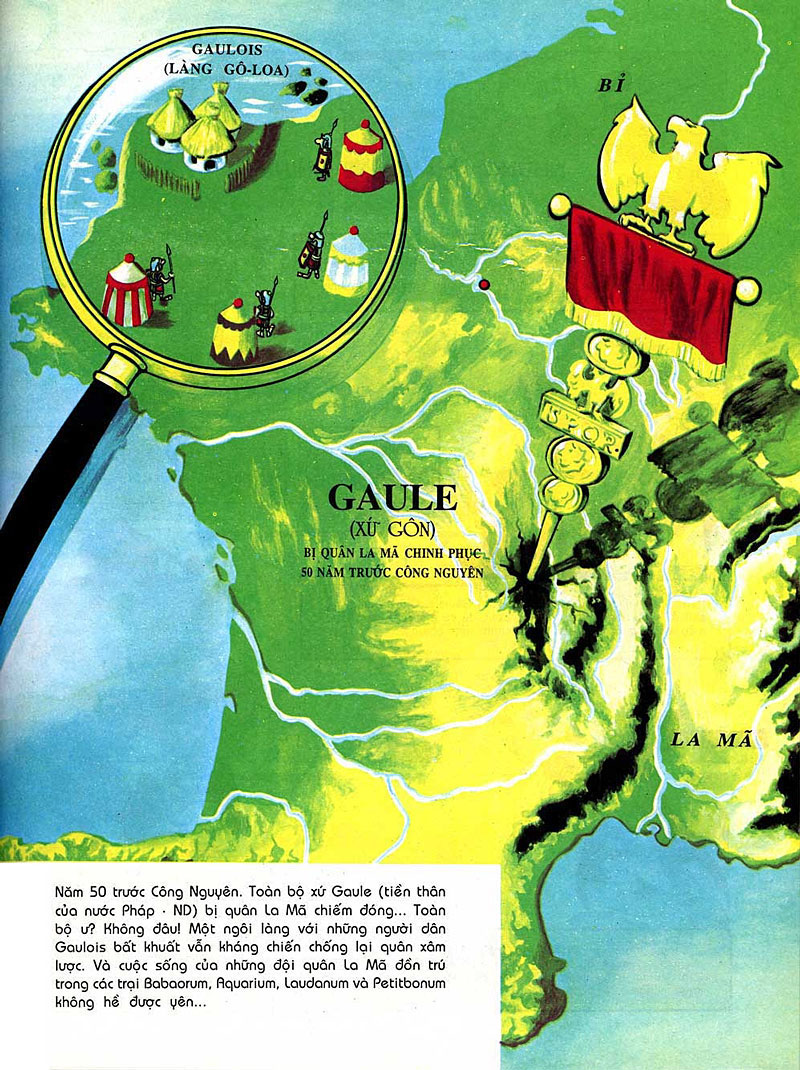 GAULOIS
(LÀNG GÔ-LOA)
BỈ
SPQR
GAULE
(XỨ GÔN)
BỊ QUÂN LA MÃ CHINH PHỤC
50 NĂM TRƯỚC CÔNG NGUYÊN
LA MÃ
Năm 50 trước Công Nguyên. Toàn bộ xứ Gaule (tiền thân
của nước Pháp · ND) bị quân La Mã chiếm đóng... Toàn
bộ ư? Không đâu! Một ngôi làng với những người dân
Gaulois bất khuất vẫn kháng chiến chống lại quân xâm
lược. Và cuộc sống của những đội quân La Mã đồn trú
trong các trại Babaorum, Aquarium, Laudanum và Petitbonum
không hề được yên...